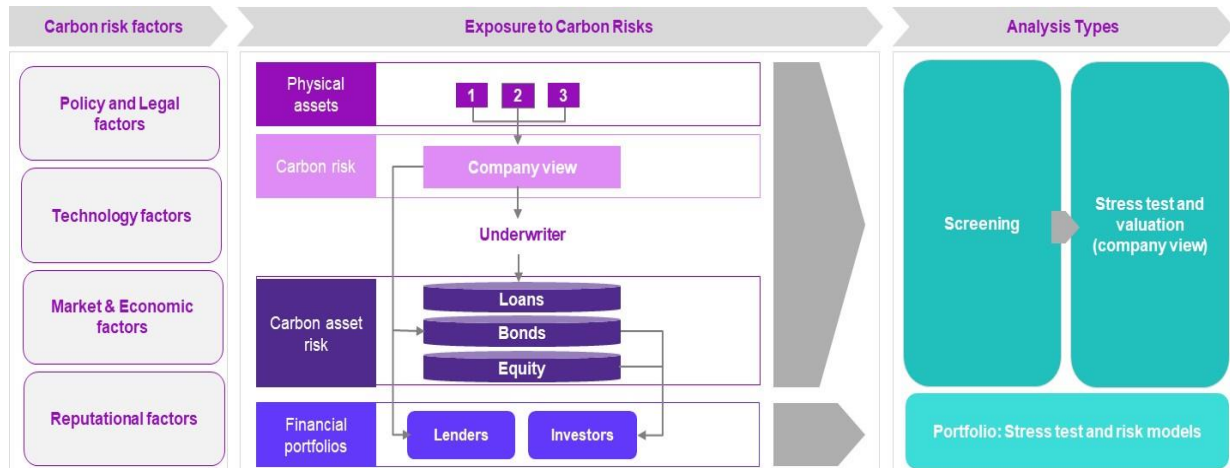 Carbon risk factors
Exposure to Carbon Risks
Analysis Types
Policy and Legal
factors
Technology factors
Market & Economic
factors
Reputational factors
Physical
assets
1 2 3
Carbon risk
Company view
Underwriter
Carbon asset
risk
Loans
Bonds
Equity
Financial
portfolios
Lenders
Investors
Screening
Stress test and
valuation
(company view)
Portfolio: Stress test and risk models